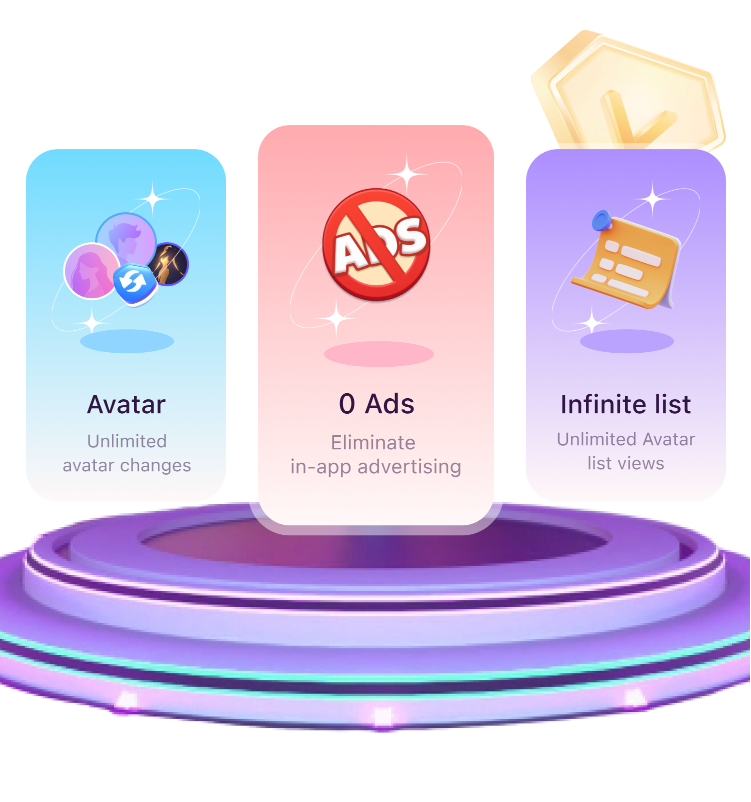 ADS
Avatar
Unlimited
avatar changes
0 Ads
Eliminate
in-app advertising
Infinite list
Unlimited Avatar
list views